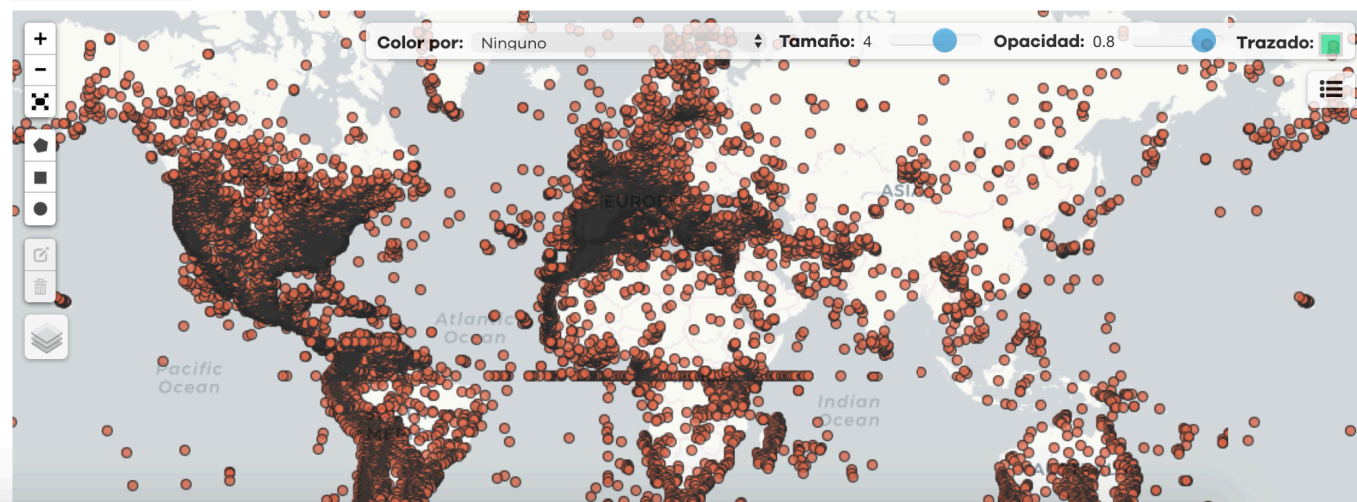 +
Color por: Ninguno Tamaño: 4 Opacidad: 0.8 Trazado:
-
EUROPE
ASIA
Atlantic
Ocean
Pacific
Ocean
Indian
Ocean